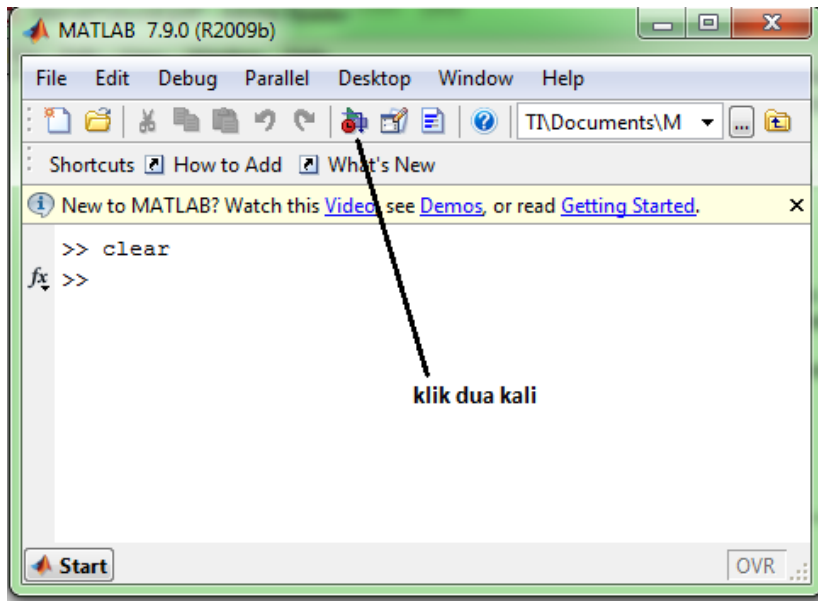 MATLAB 7.9.0 (R2009b)
File Edit Debug Parallel Desktop Window Help
TI\Documents\M ...
Shortcuts How to Add What's New
New to MATLAB? Watch this Video, see Demos, or read Getting Started.
>> clear
fx >>
klik dua kali
Start OVR